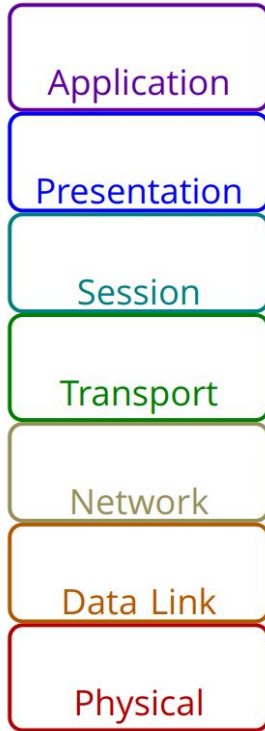 Application
Presentation
Session
Transport
Network
Data Link
Physical